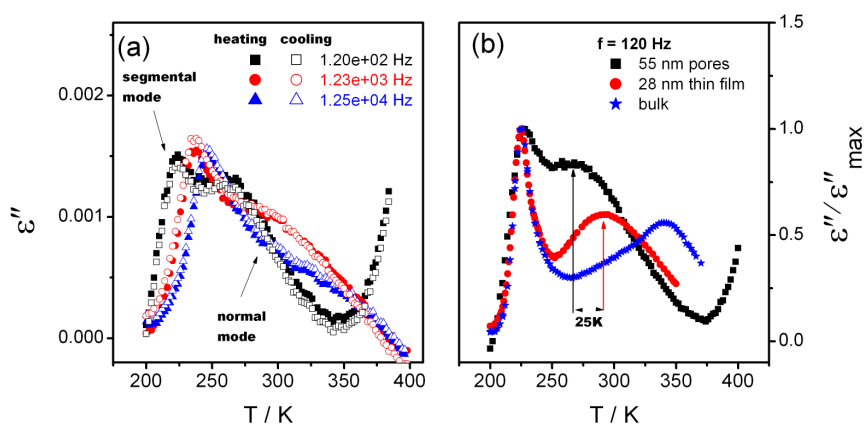 (a)
heating cooling
1.20e+02 Hz
1.23e+03 Hz
1.25e+04 Hz
segmental
mode
normal
mode
ε''
0.002
0.001
0.000
200 250 300 350 400
T / K
(b)
f = 120 Hz
55 nm pores
28 nm thin film
bulk
25K
1.5
1.0
0.5
0.0
ε''/ε''max
200 250 300 350 400
T / K